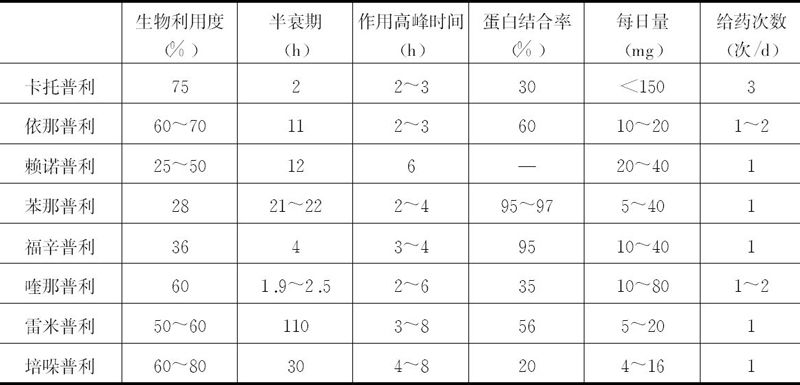 生物利用度 半衰期 作用高峰时间 蛋白结合率 每日量 给药次数
（%） （h） （h） （%） （mg） （次/d）
卡托普利 75 2 2～3 30 ＜150 3
依那普利 60～70 11 2～3 60 10～20 1～2
赖诺普利 25～50 12 6 — 20～40 1
苯那普利 28 21～22 2～4 95～97 5～40 1
福辛普利 36 4 3～4 95 10～40 1
喹那普利 60 1.9～2.5 2～6 35 10～80 1～2
雷米普利 50～60 110 3～8 56 5～20 1
培哚普利 60～80 30 4～8 20 4～16 1